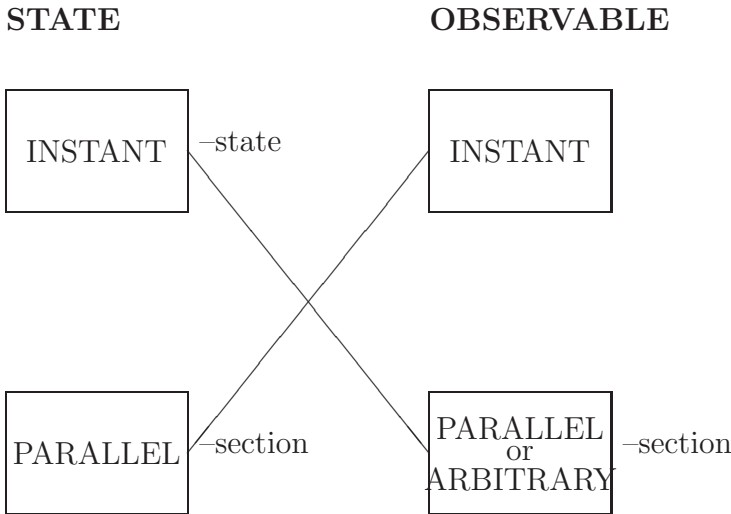 STATE
OBSERVABLE
INSTANT
–state
INSTANT
PARALLEL
–section
PARALLEL
or
ARBITRARY
–section